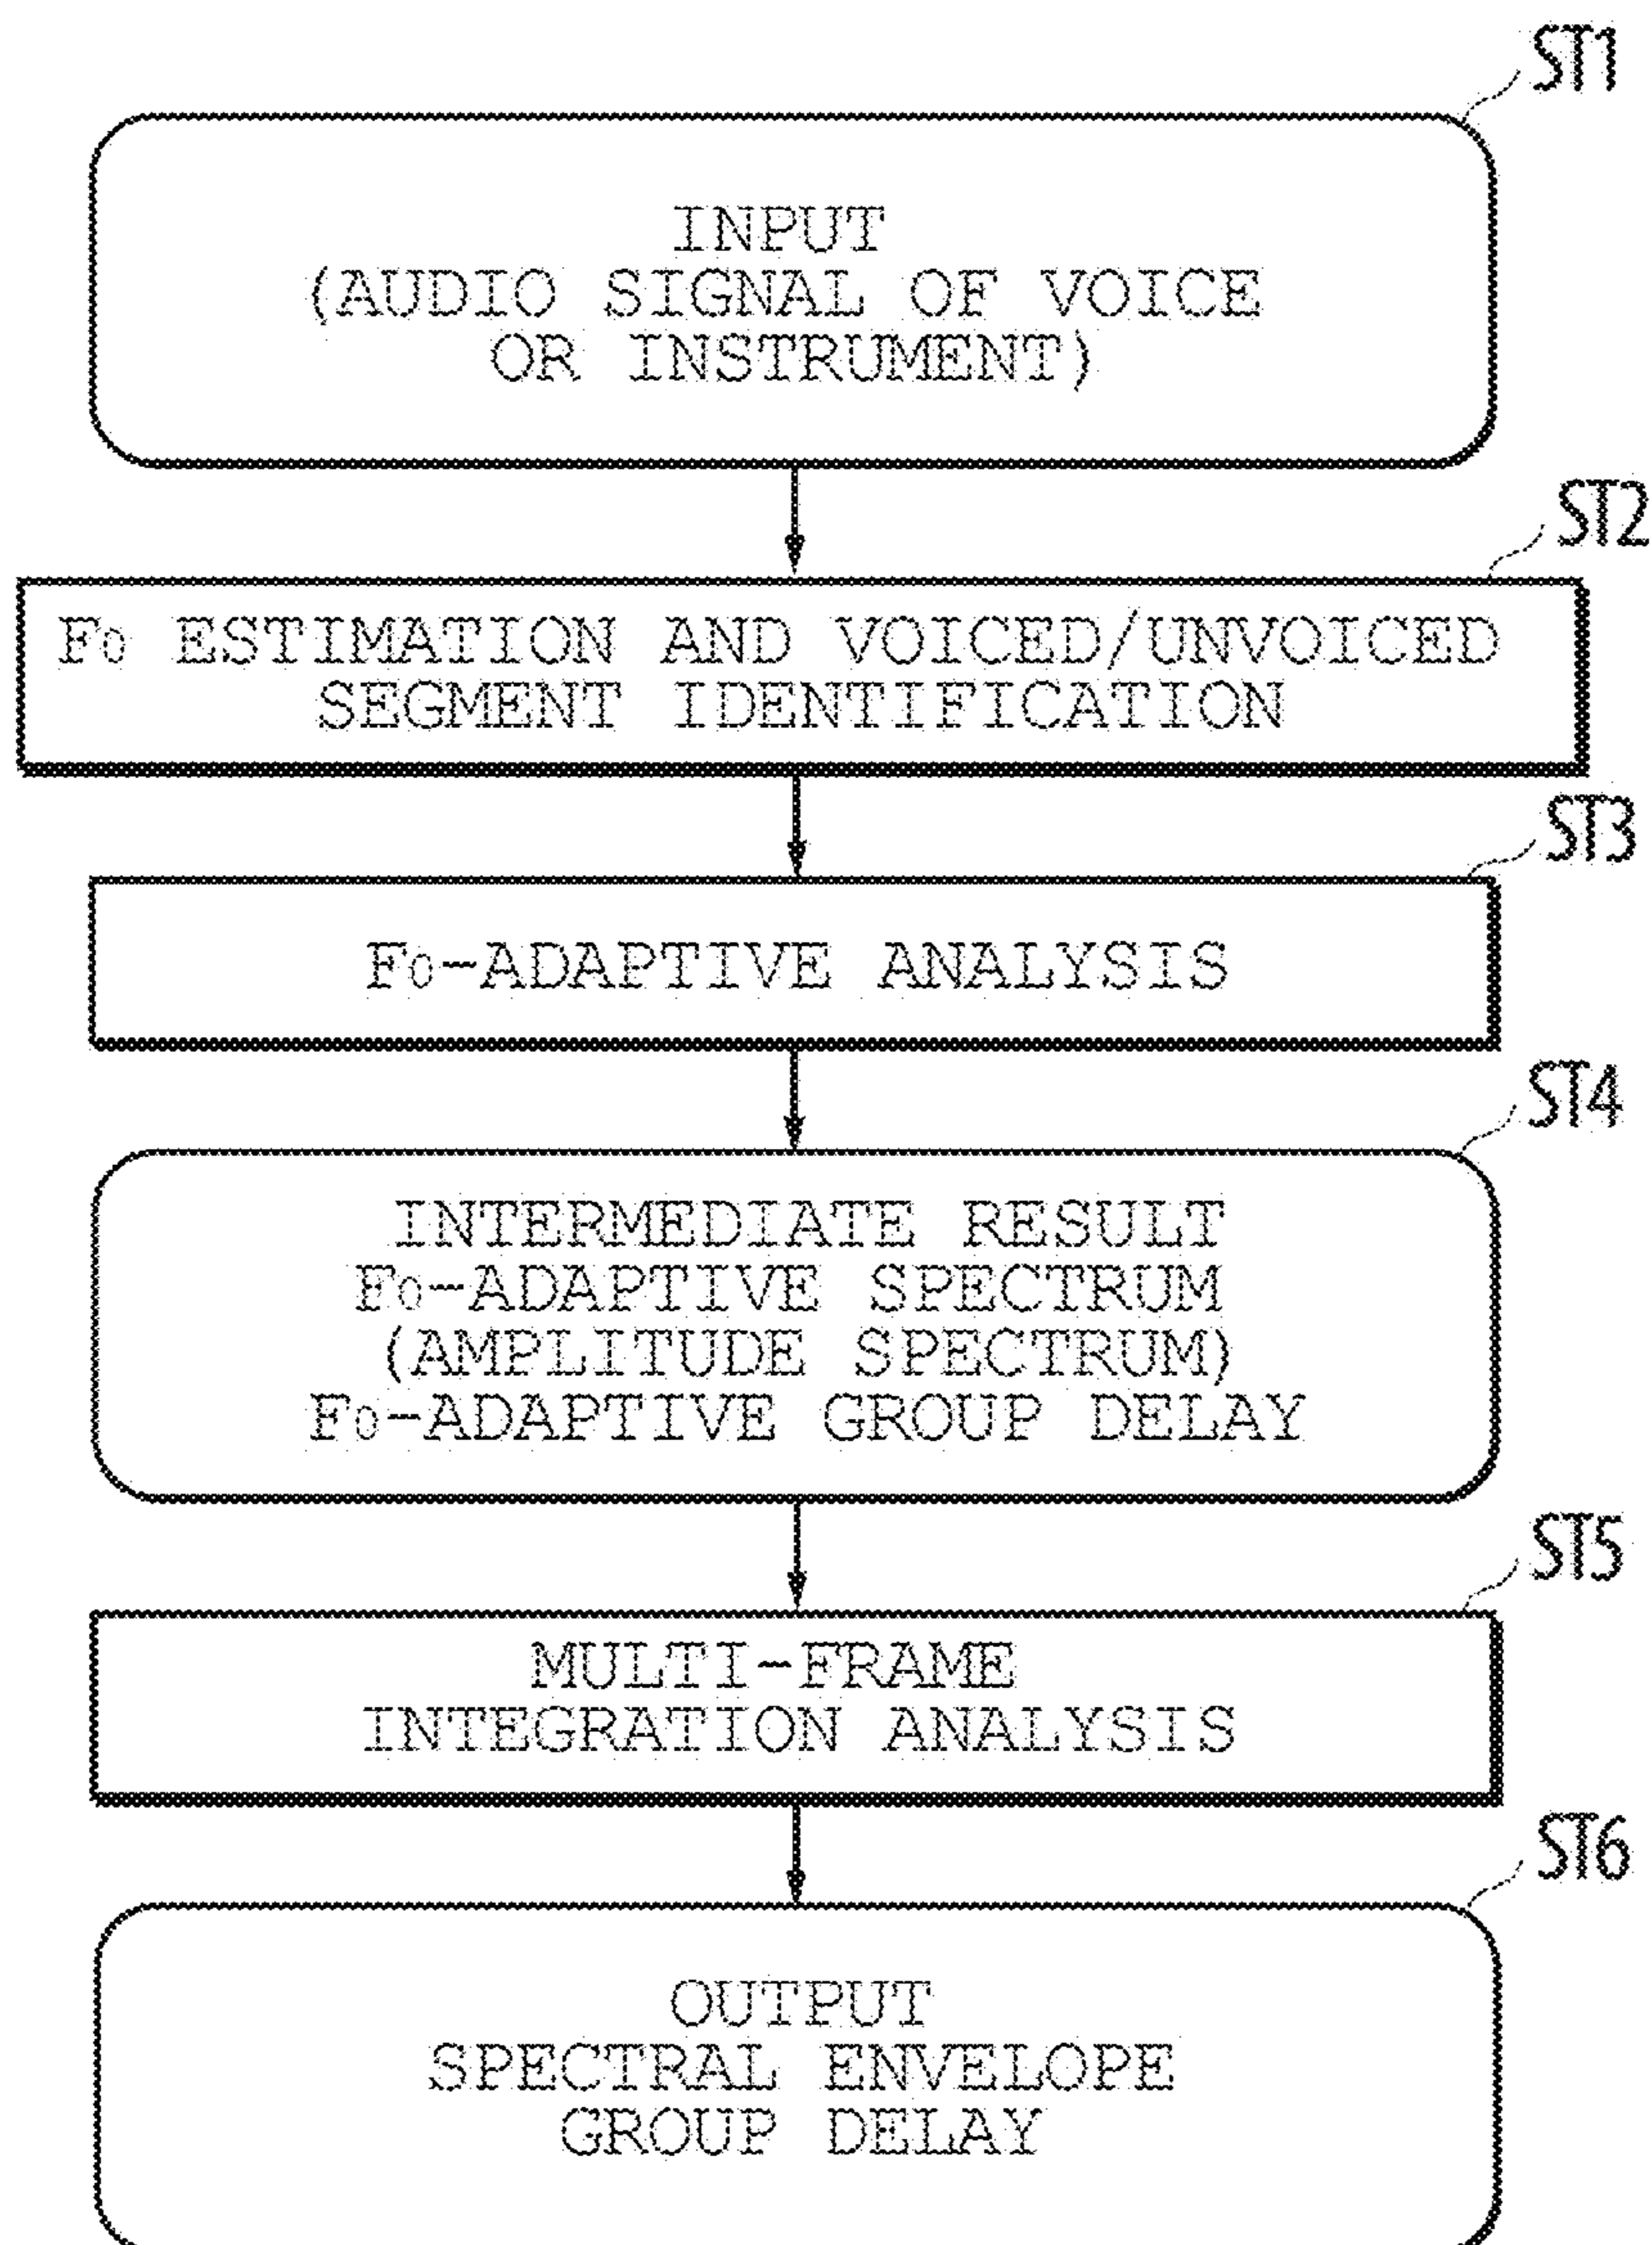 ST1
INPUT
(AUDIO SIGNAL OF VOICE
OR INSTRUMENT)
ST2
F0 ESTIMATION AND VOICED/UNVOICED
SEGMENT IDENTIFICATION
ST3
F0-ADAPTIVE ANALYSIS
ST4
INTERMEDIATE RESULT
F0-ADAPTIVE SPECTRUM
(AMPLITUDE SPECTRUM)
F0-ADAPTIVE GROUP DELAY
ST5
MULTI-FRAME
INTEGRATION ANALYSIS
ST6
OUTPUT
SPECTRAL ENVELOPE
GROUP DELAY